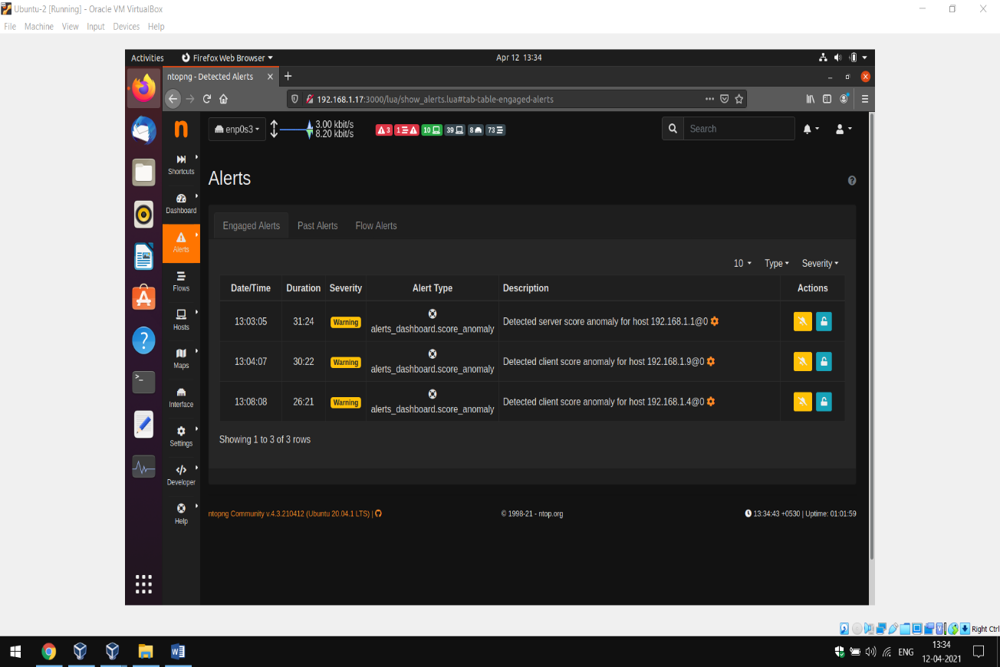 Ubuntu-2 [Running] - Oracle VM VirtualBox
File Machine View Input Devices Help
Activities Firefox Web Browser Apr 12 13:34
ntopng - Detected Alerts
192.168.1.17:3000/lua/show_alerts.lua#tab-table-engaged-alerts
n enp0s3 3.00 kbit/s
8.20 kbit/s
3 1 10 39 8 73
Search
Shortcuts
Dashboard
Alerts
Flows
Hosts
Maps
Interface
Settings
Developer
Help
Alerts
Engaged Alerts Past Alerts Flow Alerts
10 Type Severity
Date/Time Duration Severity Alert Type Description Actions
13:03:05 31:24 Warning alerts_dashboard.score_anomaly Detected server score anomaly for host 192.168.1.1@0
13:04:07 30:22 Warning alerts_dashboard.score_anomaly Detected client score anomaly for host 192.168.1.9@0
13:08:08 26:21 Warning alerts_dashboard.score_anomaly Detected client score anomaly for host 192.168.1.4@0
Showing 1 to 3 of 3 rows
ntopng Community v.4.3.210412 (Ubuntu 20.04.1 LTS) | © 1998-21 - ntop.org 13:34:43 +0530 | Uptime: 01:01:59
Right Ctrl
ENG
13:34
12-04-2021